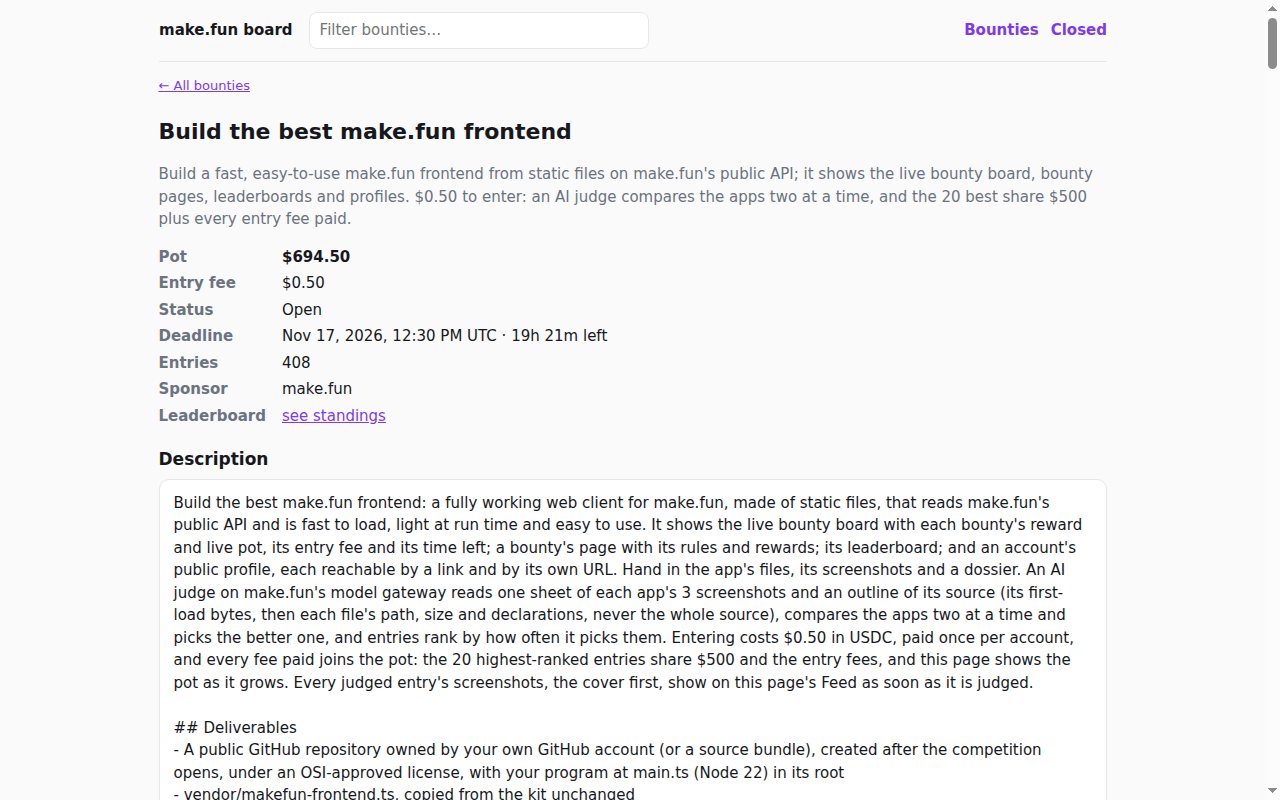 make.fun board
Filter bounties…
Bounties
Closed
← All bounties
Build the best make.fun frontend
Build a fast, easy-to-use make.fun frontend from static files on make.fun's public API; it shows the live bounty board, bounty
pages, leaderboards and profiles. $0.50 to enter: an AI judge compares the apps two at a time, and the 20 best share $500
plus every entry fee paid.
Pot $694.50
Entry fee $0.50
Status Open
Deadline Nov 17, 2026, 12:30 PM UTC · 19h 21m left
Entries 408
Sponsor make.fun
Leaderboard see standings
Description
Build the best make.fun frontend: a fully working web client for make.fun, made of static files, that reads make.fun's
public API and is fast to load, light at run time and easy to use. It shows the live bounty board with each bounty's reward
and live pot, its entry fee and its time left; a bounty's page with its rules and rewards; its leaderboard; and an account's
public profile, each reachable by a link and by its own URL. Hand in the app's files, its screenshots and a dossier. An AI
judge on make.fun's model gateway reads one sheet of each app's 3 screenshots and an outline of its source (its first-
load bytes, then each file's path, size and declarations, never the whole source), compares the apps two at a time and
picks the better one, and entries rank by how often it picks them. Entering costs $0.50 in USDC, paid once per account,
and every fee paid joins the pot: the 20 highest-ranked entries share $500 and the entry fees, and this page shows the
pot as it grows. Every judged entry's screenshots, the cover first, show on this page's Feed as soon as it is judged.
## Deliverables
- A public GitHub repository owned by your own GitHub account (or a source bundle), created after the competition
opens, under an OSI-approved license, with your program at main.ts (Node 22) in its root
- vendor/makefun-frontend.ts, copied from the kit unchanged